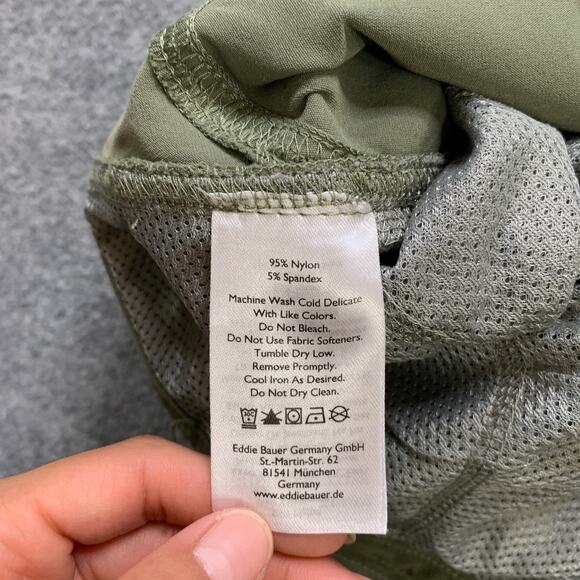 95% Nylon
5% Spandex
Machine Wash Cold Delicate
With Like Colors.
Do Not Bleach.
Do Not Use Fabric Softeners.
Tumble Dry Low.
Remove Promptly.
Cool Iron As Desired.
Do Not Dry Clean.
Eddie Bauer Germany GmbH
St.-Martin-Str. 62
81541 München
Germany
www.eddiebauer.de